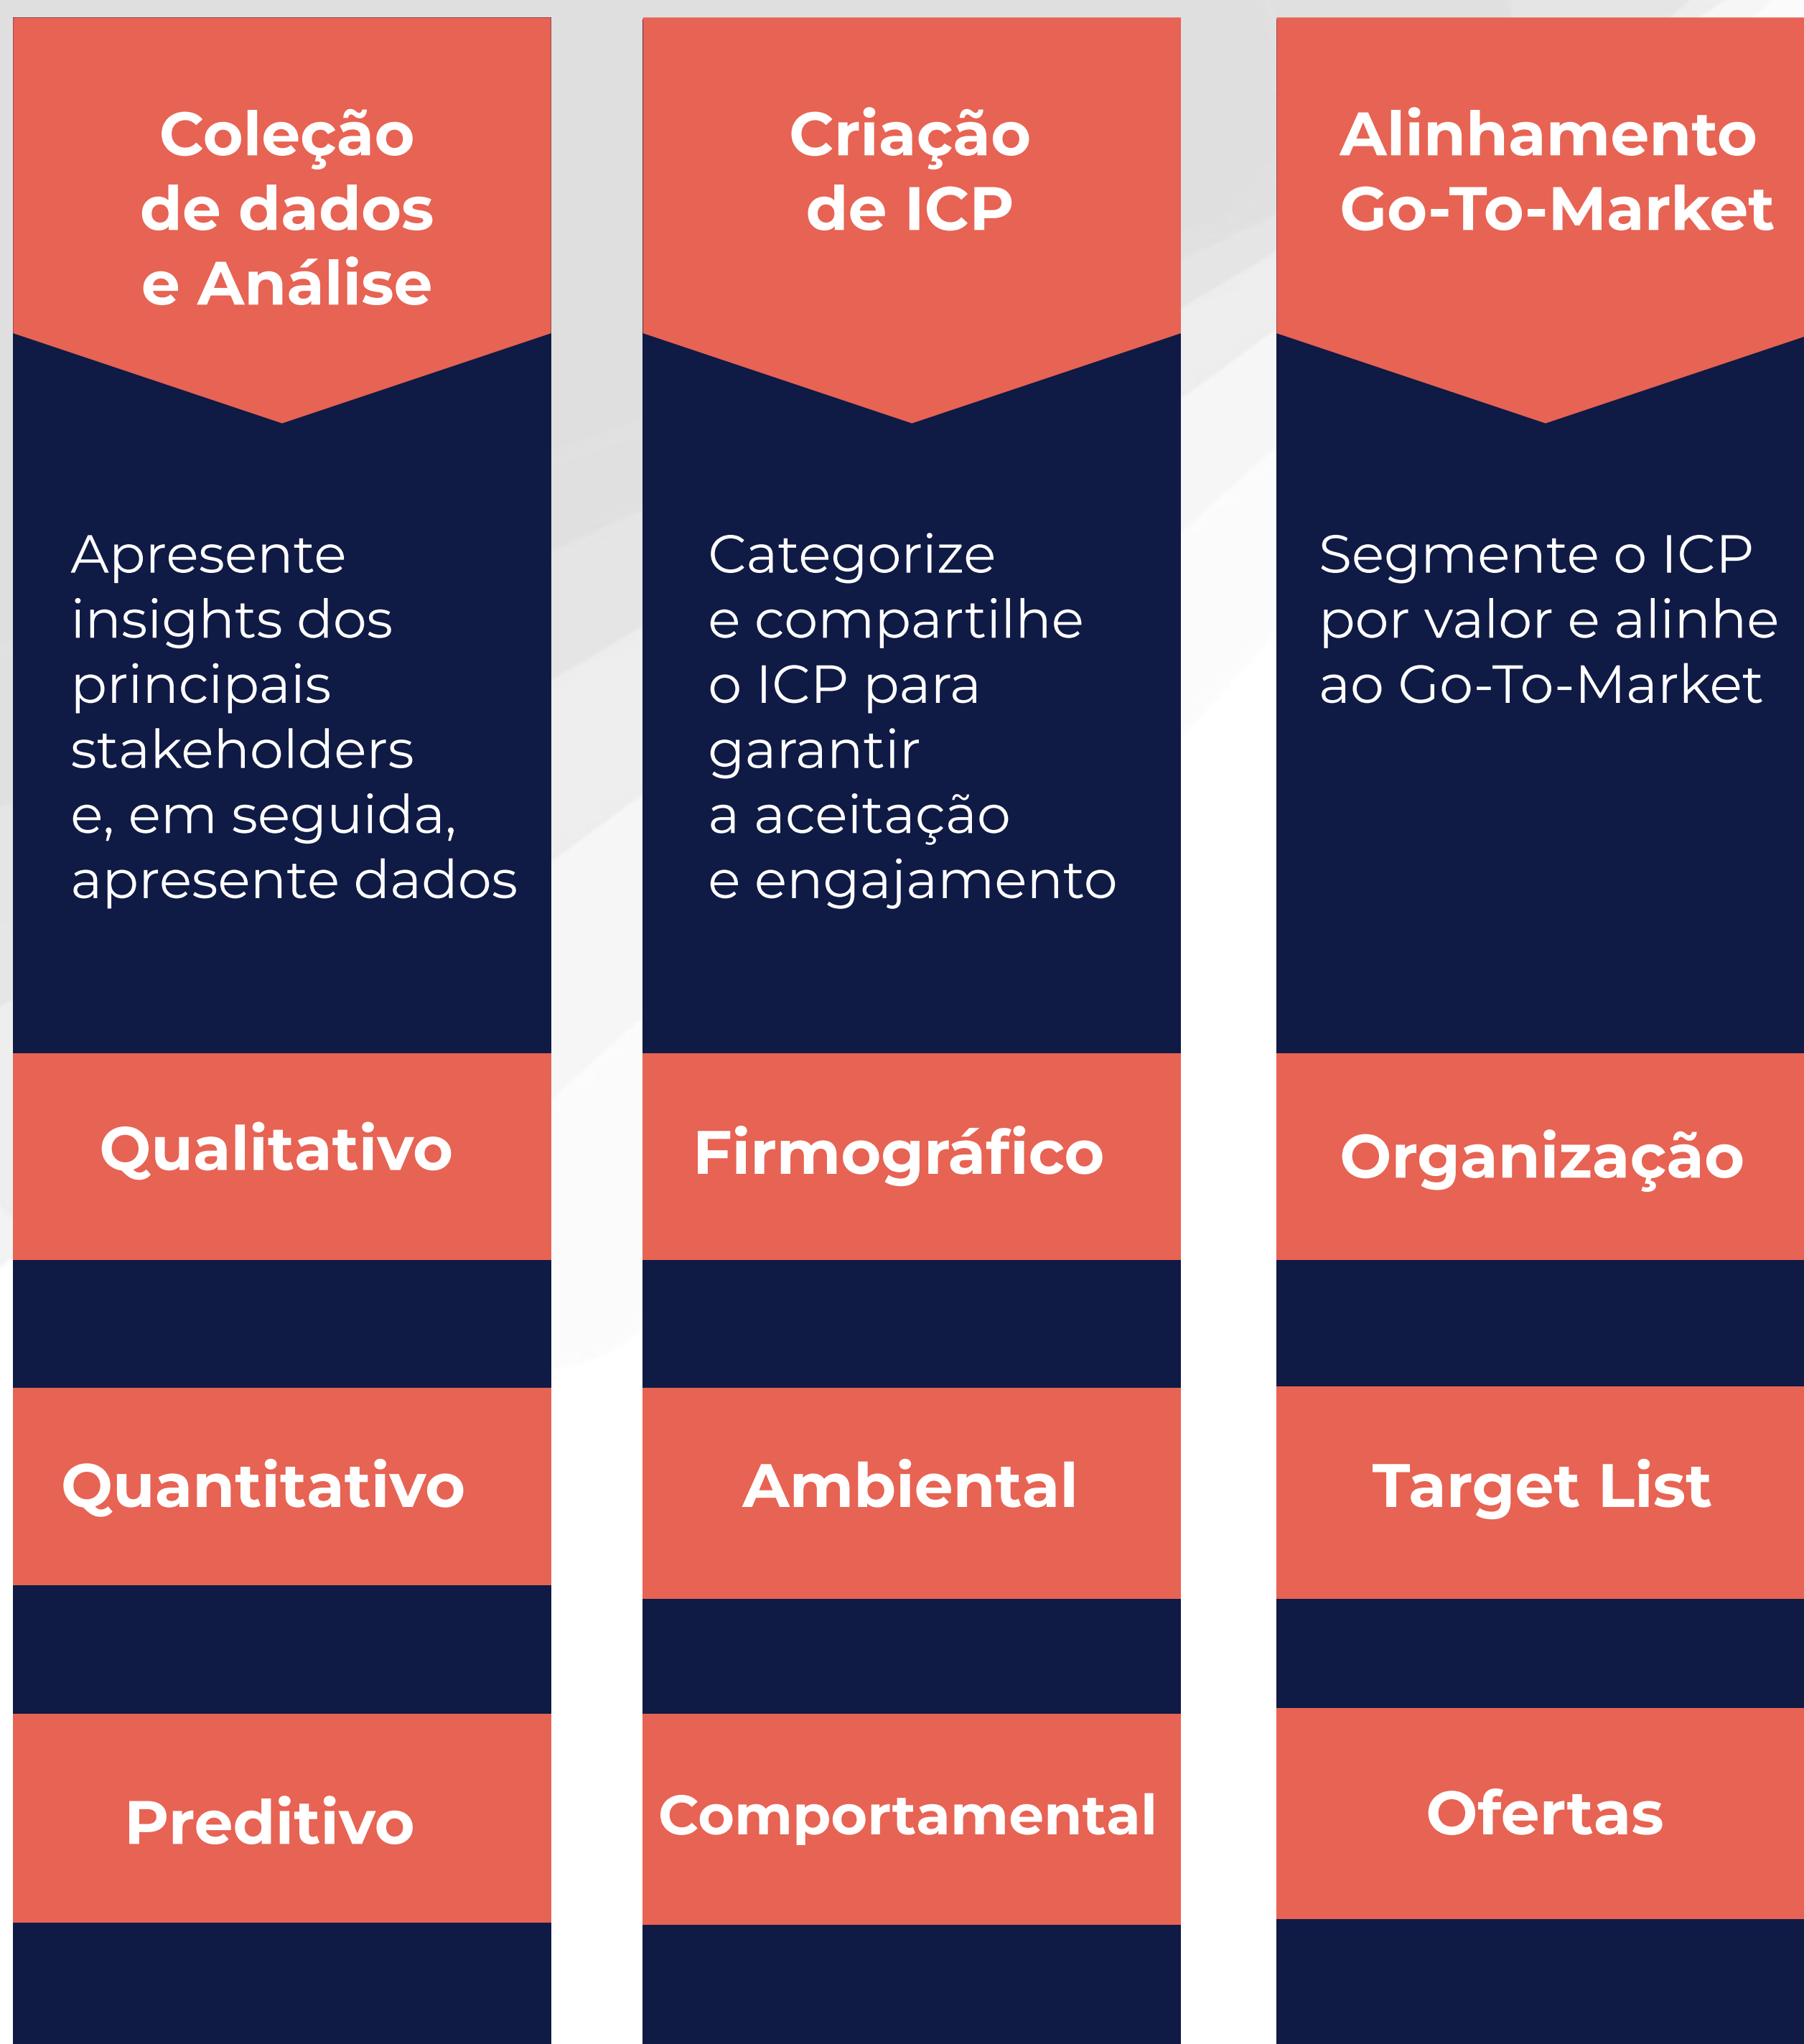 Coleção
de dados
e Análise
Apresente
insights dos
principais
stakeholders
e, em seguida,
apresente dados
Qualitativo
Quantitativo
Preditivo
Criação
de ICP
Categorize
e compartilhe
o ICP para
garantir
a aceitação
e engajamento
Firmográfico
Ambiental
Comportamental
Alinhamento
Go-To-Market
Segmente o ICP
por valor e alinhe
ao Go-To-Market
Organização
Target List
Ofertas